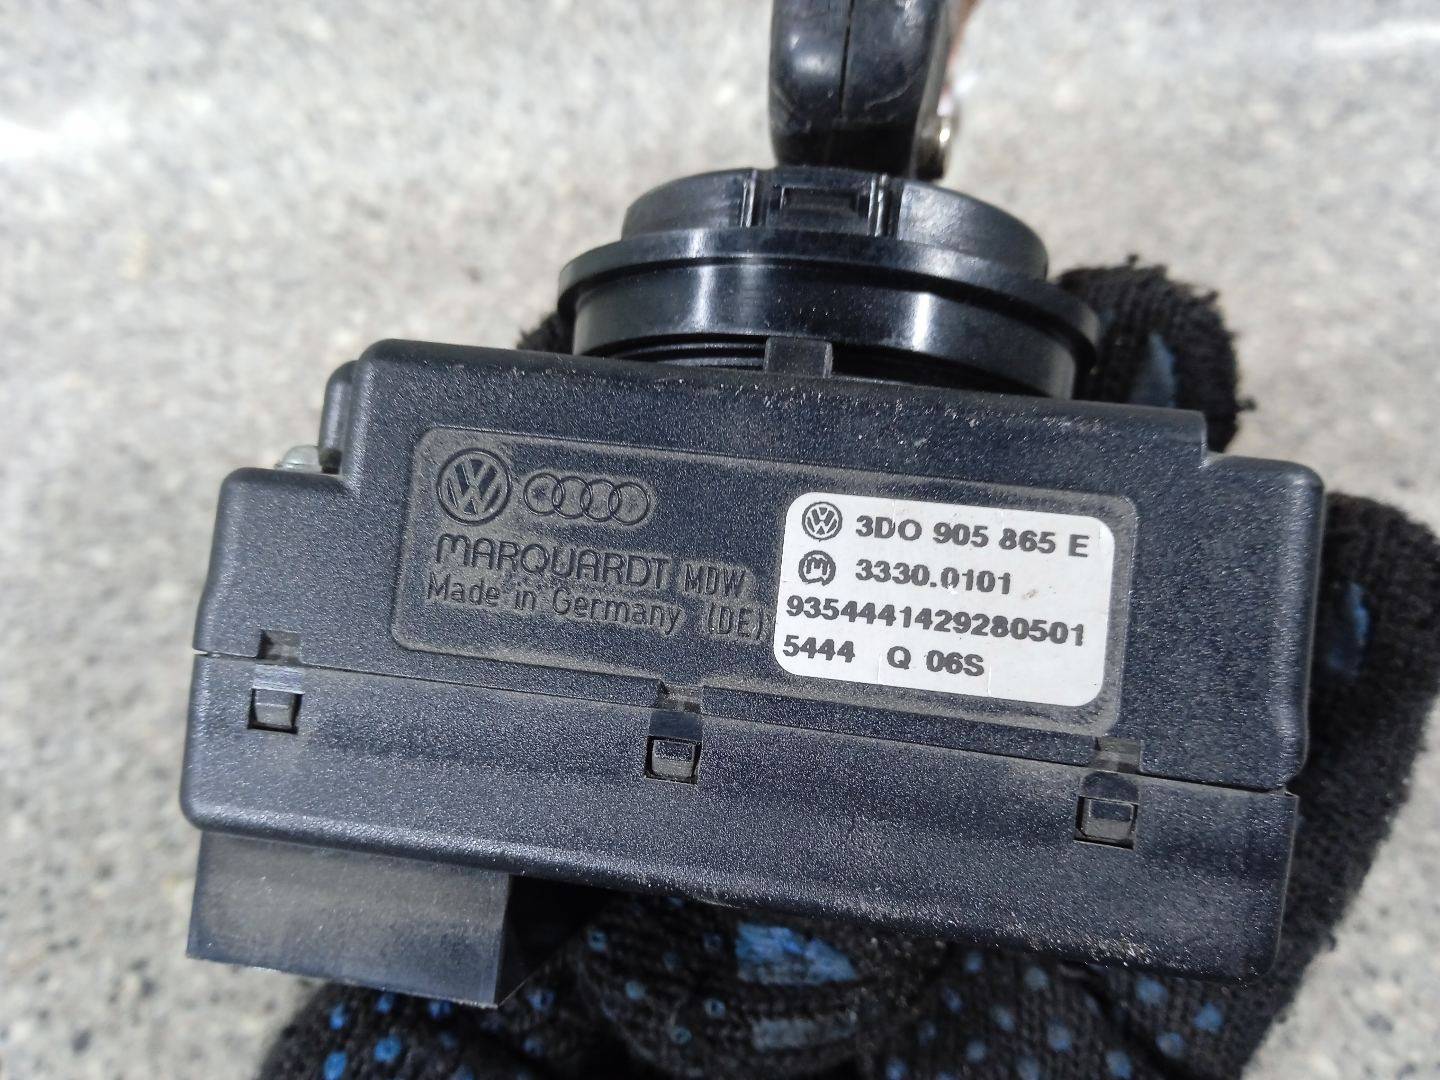 MARQUARDT MDW
Made in Germany (DE)
3D0 905 865 E
3330.0101
9354441429280501
5444 Q 06S